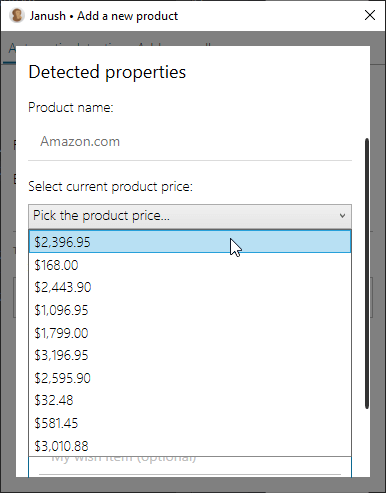 Janush • Add a new product
Detected properties
Product name:
Amazon.com
Select current product price:
Pick the product price...
$2,396.95
$168.00
$2,443.90
$1,096.95
$1,799.00
$3,196.95
$2,595.90
$32.48
$581.45
$3,010.88
My wish item (optional)